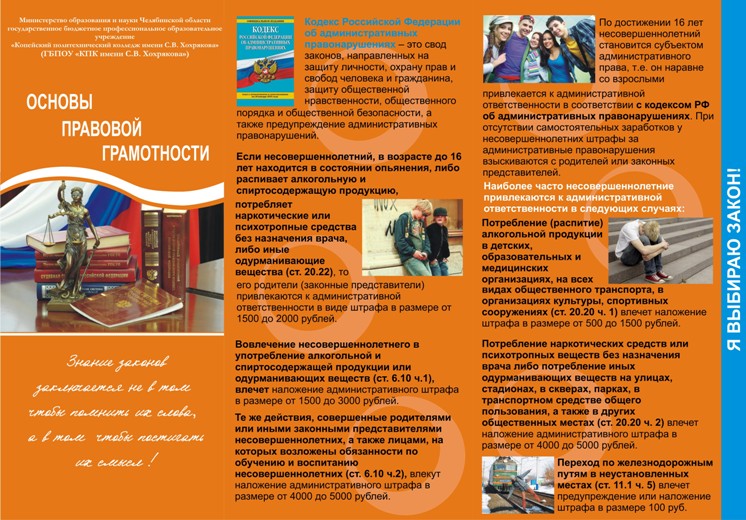 Министерство образования и науки Челябинской области
государственное бюджетное профессиональное образовательное
учреждение
«Копейский политехнический колледж имени С.В. Хохрякова»
(ГБПОУ «КПК имени С.В. Хохрякова»)
ОСНОВЫ
ПРАВОВОЙ
ГРАМОТНОСТИ
Знание законов
заключается не в том
чтобы помнить их слова,
а в том чтобы постигать
их смысл !
КОДЕКС
РОССИЙСКОЙ ФЕДЕРАЦИИ
ОБ АДМИНИСТРАТИВНЫХ
ПРАВОНАРУШЕНИЯХ
Кодекс Российской Федерации
об административных
правонарушениях – это свод
законов, направленных на
защиту личности, охрану прав и
свобод человека и гражданина,
защиту общественной
нравственности, общественного
порядка и общественной безопасности, а
также предупреждение административных
правонарушений.
Если несовершеннолетний, в возрасте до 16
лет находится в состоянии опьянения, либо
распивает алкогольную и
спиртосодержащую продукцию,
потребляет
наркотические или
психотропные средства
без назначения врача,
либо иные
одурманивающие
вещества (ст. 20.22), то
его родители (законные представители)
привлекаются к административной
ответственности в виде штрафа в размере от
1500 до 2000 рублей.
Вовлечение несовершеннолетнего в
употребление алкогольной и
спиртосодержащей продукции или
одурманивающих веществ (ст. 6.10 ч.1),
влечет наложение административного штрафа
в размере от 1500 до 3000 рублей.
Те же действия, совершенные родителями
или иными законными представителями
несовершеннолетних, а также лицами, на
которых возложены обязанности по
обучению и воспитанию
несовершеннолетних (ст. 6.10 ч.2), влекут
наложение административного штрафа в
размере от 4000 до 5000 рублей.
По достижении 16 лет
несовершеннолетний
становится субъектом
административного
права, т.е. он наравне
со взрослыми
привлекается к административной
ответственности в соответствии с кодексом РФ
об административных правонарушениях. При
отсутствии самостоятельных заработков у
несовершеннолетних штрафы за
административные правонарушения
взыскиваются с родителей или законных
представителей.
Наиболее часто несовершеннолетние
привлекаются к административной
ответственности в следующих случаях:
Потребление (распитие)
алкогольной продукции
в детских,
образовательных и
медицинских
организациях, на всех
видах общественного транспорта, в
организациях культуры, спортивных
сооружениях (ст. 20.20 ч. 1) влечет наложение
штрафа в размере от 500 до 1500 рублей.
Потребление наркотических средств или
психотропных веществ без назначения
врача либо потребление иных
одурманивающих веществ на улицах,
стадионах, в скверах, парках, в
транспортном средстве общего
пользования, а также в других
общественных местах (ст. 20.20 ч. 2) влечет
наложение административного штрафа в
размере от 4000 до 5000 рублей.
Переход по железнодорожным
путям в неустановленных
местах (ст. 11.1 ч. 5) влечет
предупреждение или наложение
штрафа в размере 100 руб.
Я ВЫБИРАЮ ЗАКОН!